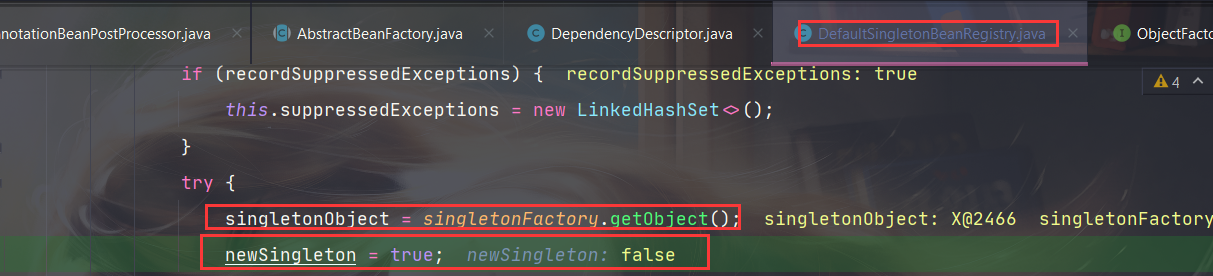 nnotationBeanPostProcessor.java AbstractBeanFactory.java DependencyDescriptor.java DefaultSingletonBeanRegistry.java ObjectFacto
if (recordSuppressedExceptions) { recordSuppressedExceptions: true
4
this.suppressedExceptions = new LinkedHashSet<>();
}
try {
singletonObject = singletonFactory.getObject(); singletonObject: X@2466 singletonFactory
newSingleton = true; newSingleton: false